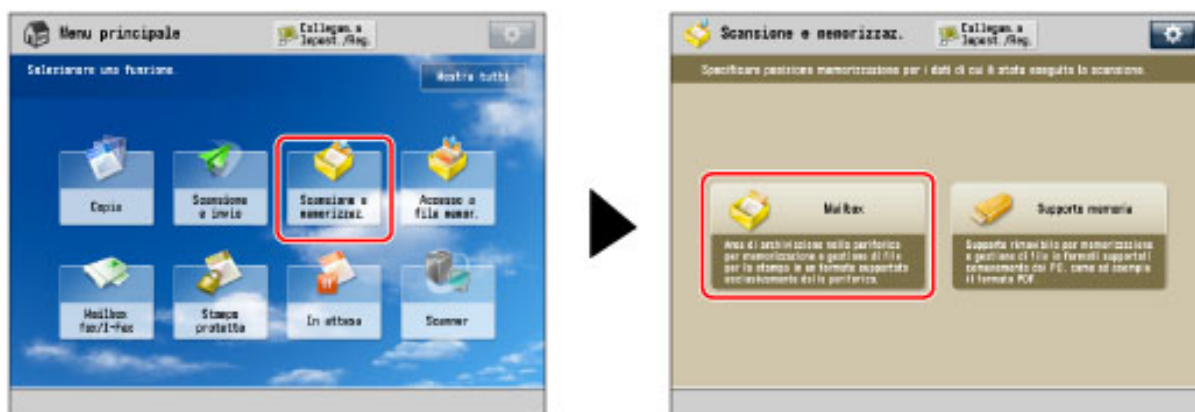 Menu principale
Collegam. a
Impost./Reg.
Selezionare una funzione.
Mostra tutti
Copia
Scansione
e invio
Scansione e
memorizzaz.
Accesso a
file memor.
Mailbox
fax/I-Fax
Stampa
protetta
In attesa
Scanner
Scansione e memorizzaz.
Collegam. a
Impost./Reg.
Specificare posizione memorizzazione per i dati di cui è stata eseguita la scansione.
Mailbox
Area di archiviazione nella periferica
per memorizzazione e gestione di file
per la stampa in un formato supportato
esclusivamente dalla periferica.
Supporto memoria
Supporto rimovibile per memorizzazione
e gestione di file in formati supportati
comunemente dai PC, come ad esempio
il formato PDF.